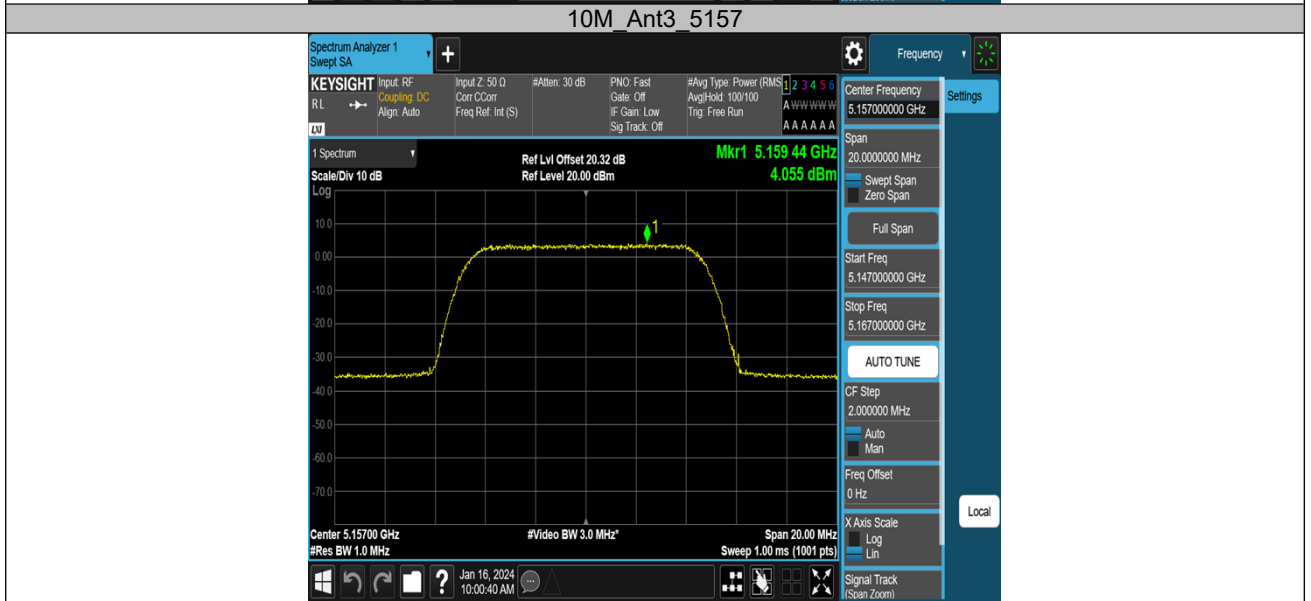 10M_Ant3_5157
Spectrum Analyzer 1
Swept SA
Frequency
KEYSIGHT
RL
LXI
Input: RF
Coupling: DC
Align: Auto
Input Z: 50 Ω
Corr CCorr
Freq Ref: Int (S)
#Atten: 30 dB
PNO: Fast
Gate: Off
IF Gain: Low
Sig Track: Off
#Avg Type: Power (RMS
Avg|Hold: 100/100
Trig: Free Run
1 2 3 4 5 6
A W W W W W
A A A A A A
Settings
Center Frequency
5.157000000 GHz
Span
20.0000000 MHz
Swept Span
Zero Span
Full Span
Start Freq
5.147000000 GHz
Stop Freq
5.167000000 GHz
AUTO TUNE
CF Step
2.000000 MHz
Auto
Man
Freq Offset
0 Hz
X Axis Scale
Log
Lin
Signal Track
(Span Zoom)
Local
1 Spectrum
Scale/Div 10 dB
Log
Ref Lvl Offset 20.32 dB
Ref Level 20.00 dBm
Mkr1 5.159 44 GHz
4.055 dBm
1
10.0
0.00
-10.0
-20.0
-30.0
-40.0
-50.0
-60.0
-70.0
Center 5.15700 GHz
#Res BW 1.0 MHz
#Video BW 3.0 MHz*
Span 20.00 MHz
Sweep 1.00 ms (1001 pts)
?
Jan 16, 2024
10:00:40 AM